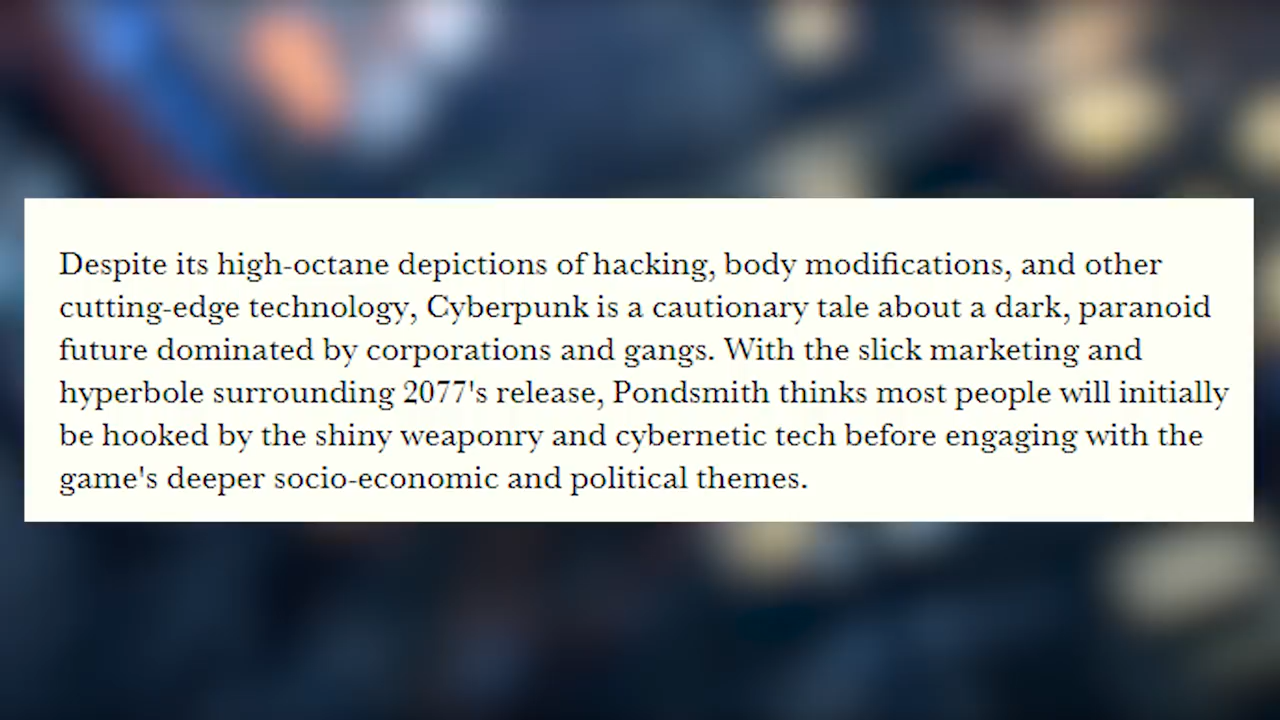 Despite its high-octane depictions of hacking, body modifications, and other
cutting-edge technology, Cyberpunk is a cautionary tale about a dark, paranoid
future dominated by corporations and gangs. With the slick marketing and
hyperbole surrounding 2077's release, Pondsmith thinks most people will initially
be hooked by the shiny weaponry and cybernetic tech before engaging with the
game's deeper socio-economic and political themes.